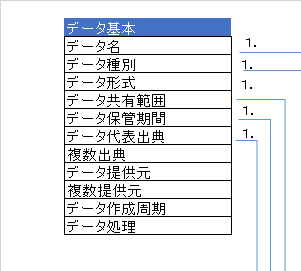 データ基本
データ名
1.
データ種別
1.
データ形式
1.
データ共有範囲
データ保管期間
1.
データ代表出典
1.
複数出典
データ提供元
複数提供元
データ作成周期
データ処理